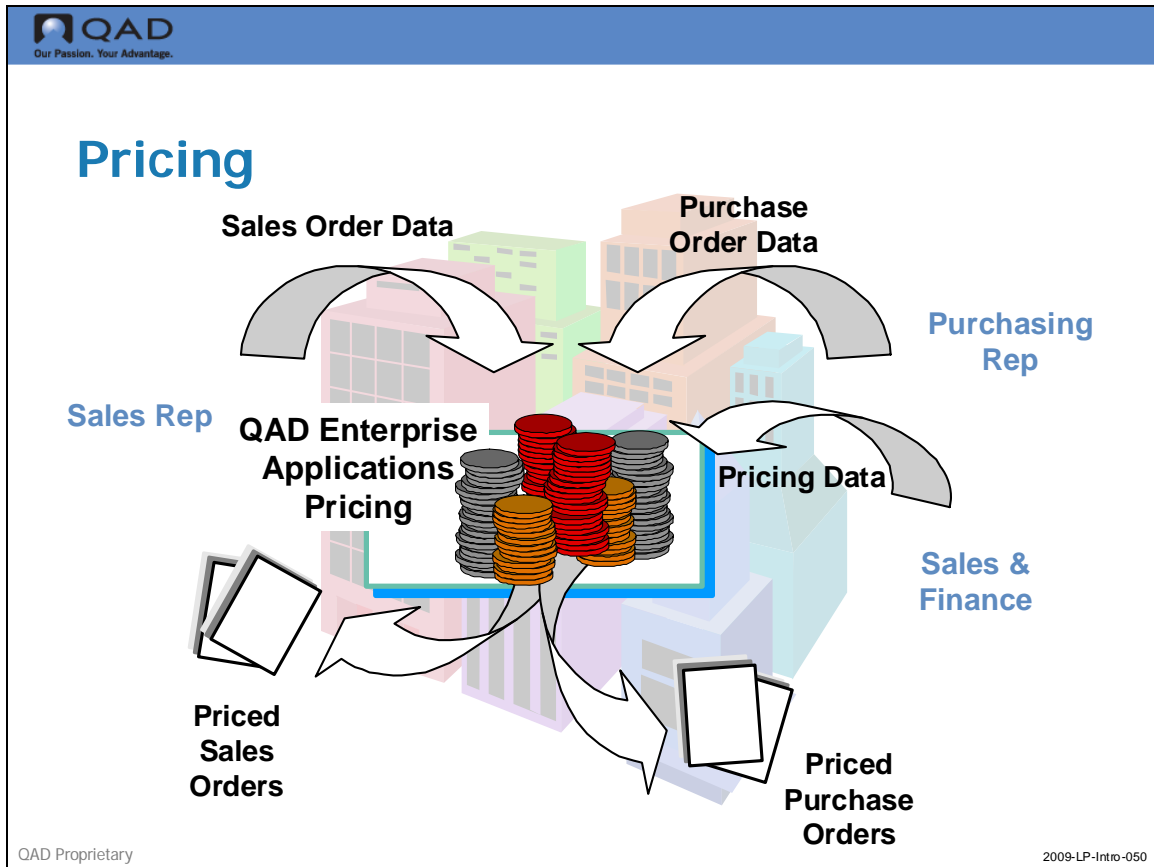 QAD
Our Passion. Your Advantage.
Pricing
Sales Order Data
Purchase
Order Data
Purchasing
Rep
Sales Rep
QAD Enterprise
Applications
Pricing
Pricing Data
Sales &
Finance
Priced
Sales
Orders
Priced
Purchase
Orders
QAD Proprietary
2009-LP-Intro-050